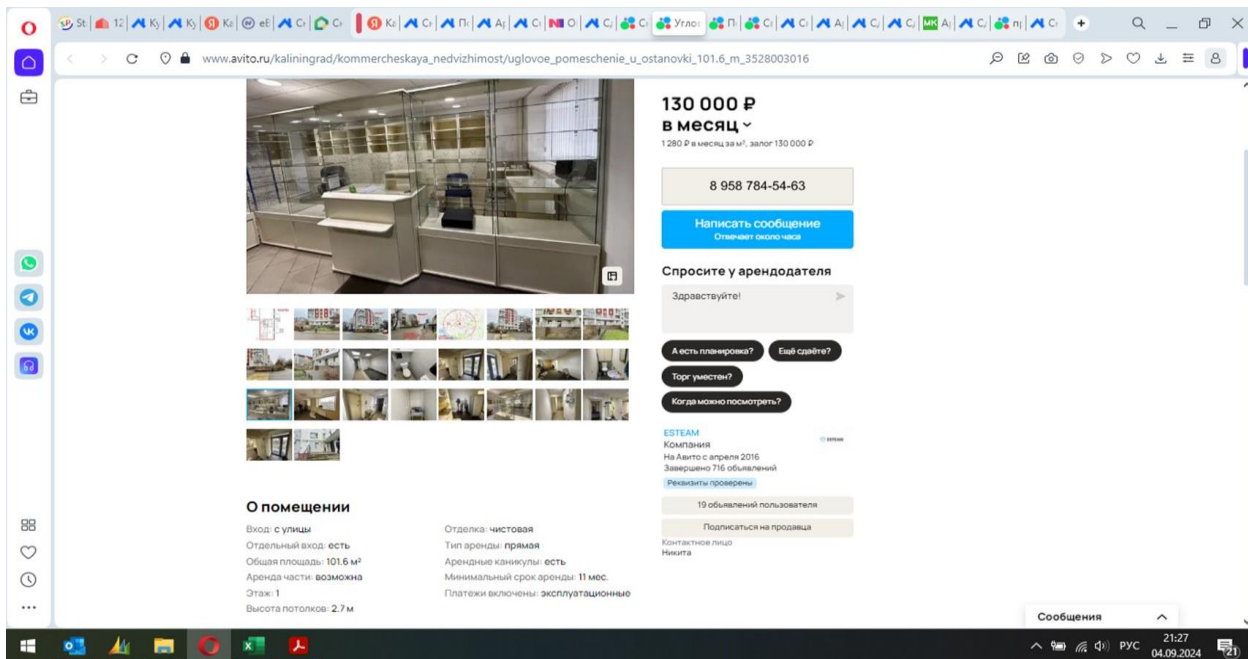 www.avito.ru/kaliningrad/kommercheskaya_nedvizhimost/uglovoe_pomeschenie_u_ostanovki_101.6_m_3528003016
130 000 ₽
в месяц
1 280 ₽ в месяц за м², залог 130 000 ₽
8 958 784-54-63
Написать сообщение
Отвечает около часа
Спросите у арендодателя
Здравствуйте!
А есть планировка? Ещё сдаёте?
Торг уместен?
Когда можно посмотреть?
ESTEAM
Компания
На Авито с апреля 2016
Завершено 716 объявлений
Реквизиты проверены
19 объявлений пользователя
Подписаться на продавца
Контактное лицо
Никита
О помещении
Вход: с улицы
Отдельный вход: есть
Общая площадь: 101.6 м²
Аренда части: возможна
Этаж: 1
Высота потолков: 2.7 м
Отделка: чистовая
Тип аренды: прямая
Арендные каникулы: есть
Минимальный срок аренды: 11 мес.
Платежи включены: эксплуатационные
Сообщения
РУС
21:27
04.09.2024
21